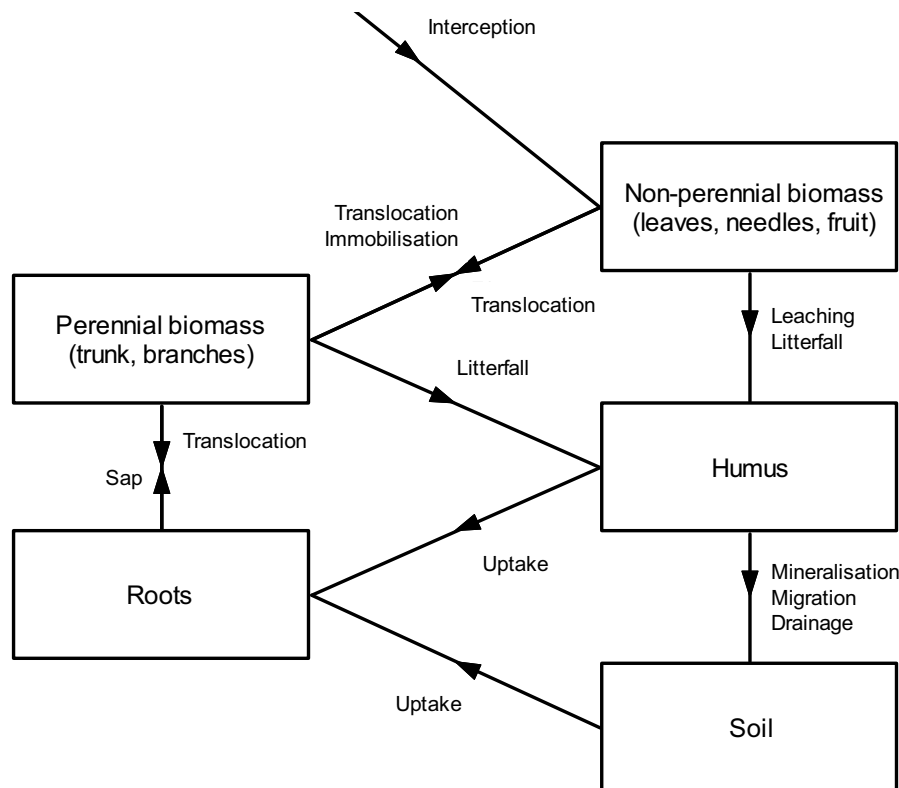 Interception
Non-perennial biomass
(leaves, needles, fruit)
Translocation
Immobilisation
Translocation
Perennial biomass
(trunk, branches)
Leaching
Litterfall
Litterfall
Translocation
Sap
Humus
Uptake
Roots
Mineralisation
Migration
Drainage
Uptake
Soil